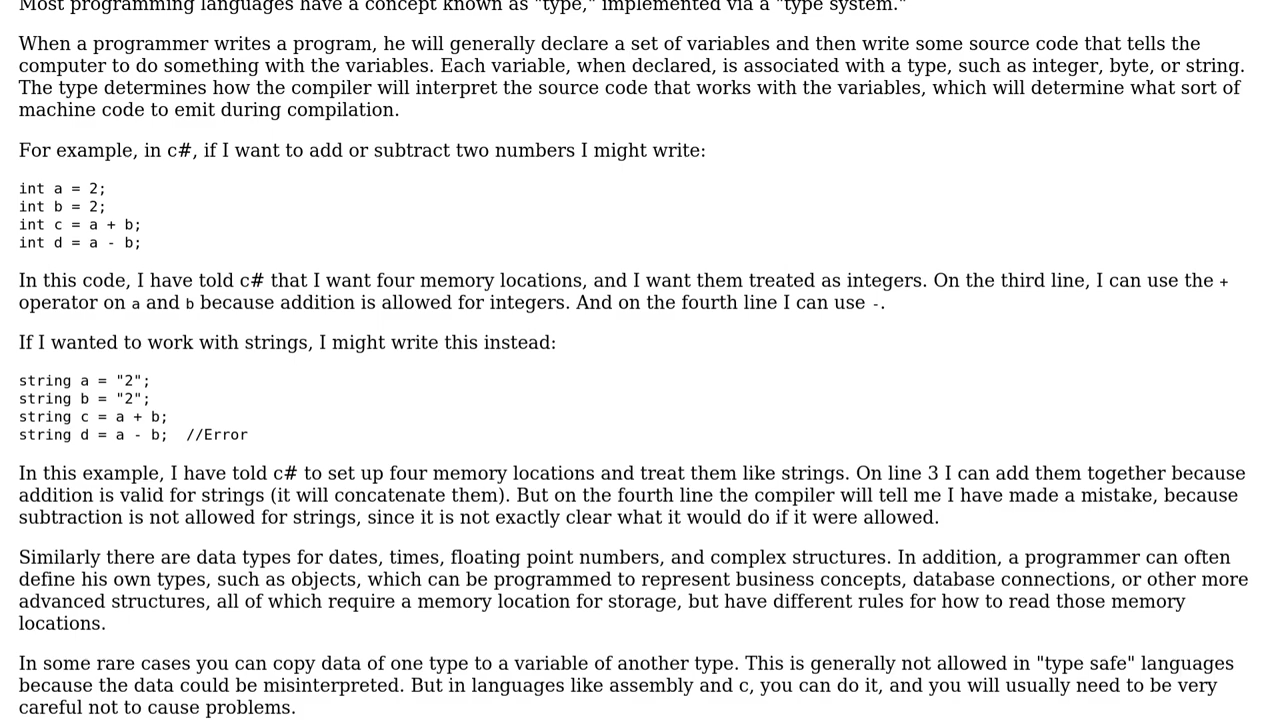 Most programming languages have a concept known as "type," implemented via a "type system."
When a programmer writes a program, he will generally declare a set of variables and then write some source code that tells the
computer to do something with the variables. Each variable, when declared, is associated with a type, such as integer, byte, or string.
The type determines how the compiler will interpret the source code that works with the variables, which will determine what sort of
machine code to emit during compilation.
For example, in c#, if I want to add or subtract two numbers I might write:
int a = 2;
int b = 2;
int c = a + b;
int d = a - b;
In this code, I have told c# that I want four memory locations, and I want them treated as integers. On the third line, I can use the +
operator on a and b because addition is allowed for integers. And on the fourth line I can use -.
If I wanted to work with strings, I might write this instead:
string a = "2";
string b = "2";
string c = a + b;
string d = a - b;  //Error
In this example, I have told c# to set up four memory locations and treat them like strings. On line 3 I can add them together because
addition is valid for strings (it will concatenate them). But on the fourth line the compiler will tell me I have made a mistake, because
subtraction is not allowed for strings, since it is not exactly clear what it would do if it were allowed.
Similarly there are data types for dates, times, floating point numbers, and complex structures. In addition, a programmer can often
define his own types, such as objects, which can be programmed to represent business concepts, database connections, or other more
advanced structures, all of which require a memory location for storage, but have different rules for how to read those memory
locations.
In some rare cases you can copy data of one type to a variable of another type. This is generally not allowed in "type safe" languages
because the data could be misinterpreted. But in languages like assembly and c, you can do it, and you will usually need to be very
careful not to cause problems.